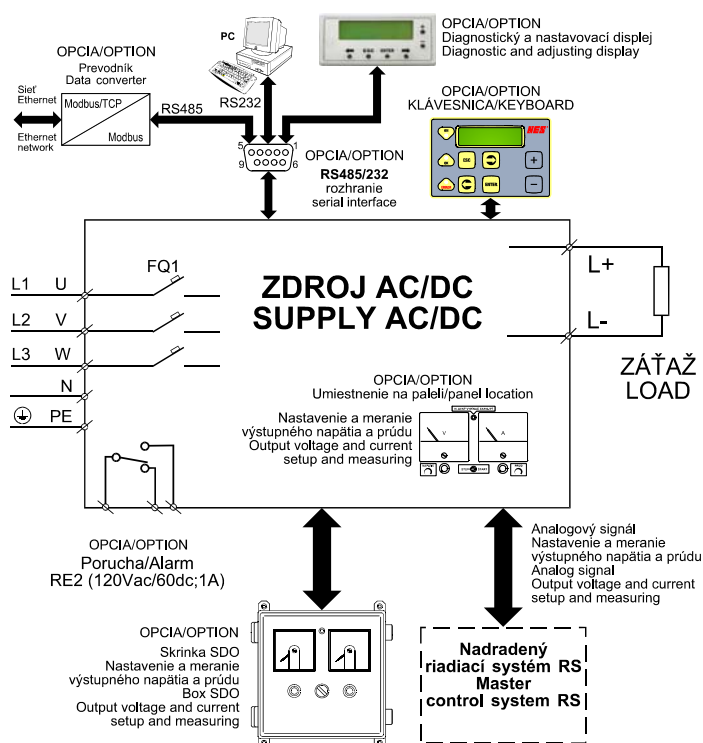 PC
OPCIA/OPTION
Diagnostický a nastavovací displej
Diagnostic and adjusting display
ESC ENTER
OPCIA/OPTION
Prevodník
Data converter
Sieť
Ethernet
Modbus/TCP
Modbus
Ethernet
network
RS485
RS232
OPCIA/OPTION
KLÁVESNICA/KEYBOARD
HES
ESC
ENTER
+
−
5
1
9
6
OPCIA/OPTION
RS485/232
rozhranie
serial interface
ZDROJ AC/DC
SUPPLY AC/DC
FQ1
L1 U
L2 V
L3 W
N
PE
L+
L-
ZÁŤAŽ
LOAD
OPCIA/OPTION
Umiestnenie na paleli/panel location
Nastavenie a meranie
výstupného napätia a prúdu
Output voltage and current
setup and measuring
V
A
OPCIA/OPTION
Porucha/Alarm
RE2 (120Vac/60dc;1A)
Analogový signál
Nastavenie a meranie
výstupného napätia a prúdu
Analog signal
Output voltage and current
setup and measuring
OPCIA/OPTION
Skrinka SDO
Nastavenie a meranie
výstupného napätia a prúdu
Box SDO
Output voltage and current
setup and measuring
Nadradený
riadiací systém RS
Master
control system RS